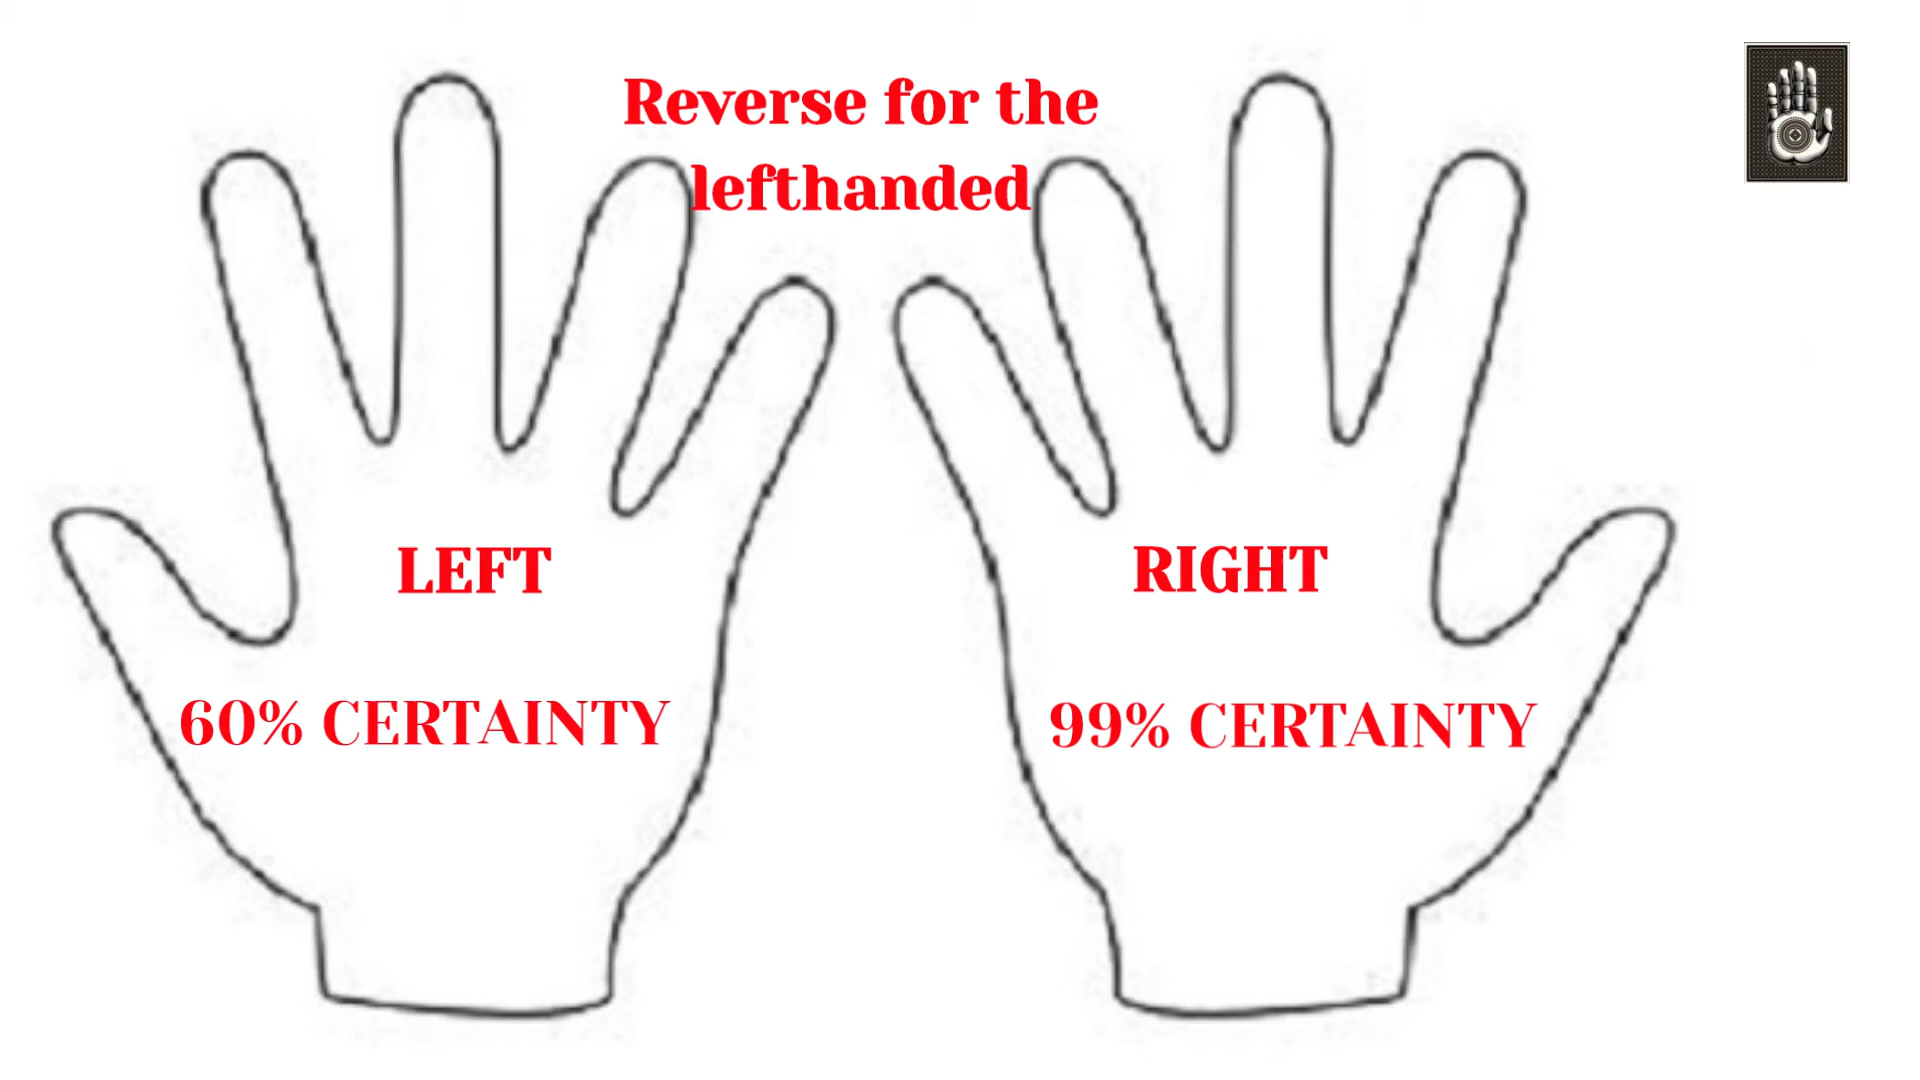 Reverse for the
lefthanded
LEFT
RIGHT
60% CERTAINTY
99% CERTAINTY